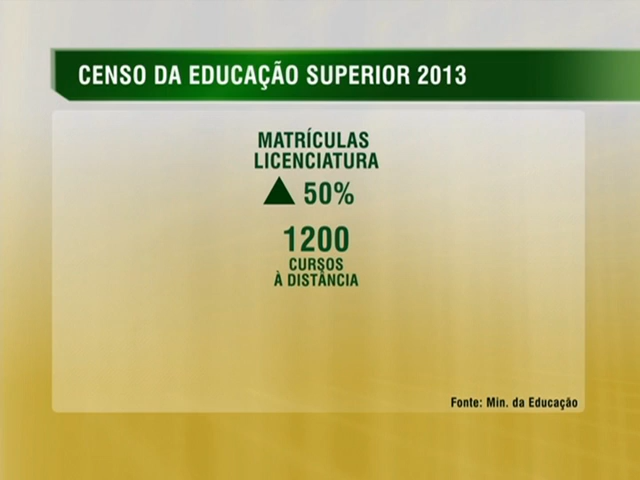 CENSO DA EDUCAÇÃO SUPERIOR 2013
MATRÍCULAS
LICENCIATURA
50%
1200
CURSOS
À DISTÂNCIA
Fonte: Min. da Educação